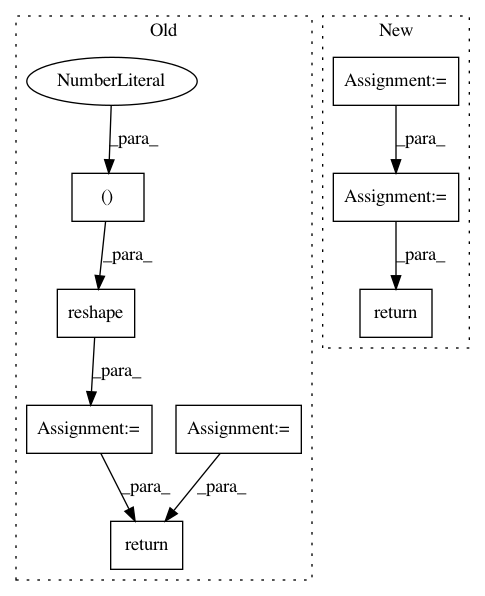 Old
NumberLiteral
_para_
()
_para_
reshape
_para_
Assignment:=
Assignment:=
_para_
_para_
return
New
Assignment:=
_para_
Assignment:=
_para_
return